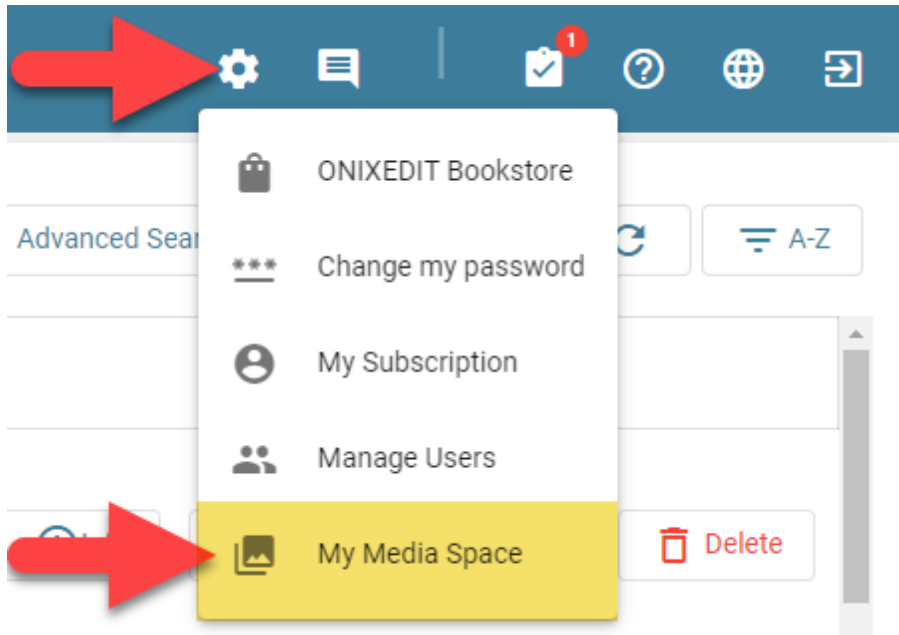 1
ONIXEDIT Bookstore
Advanced Sear
A-Z
Change my password
My Subscription
Manage Users
My Media Space
Delete